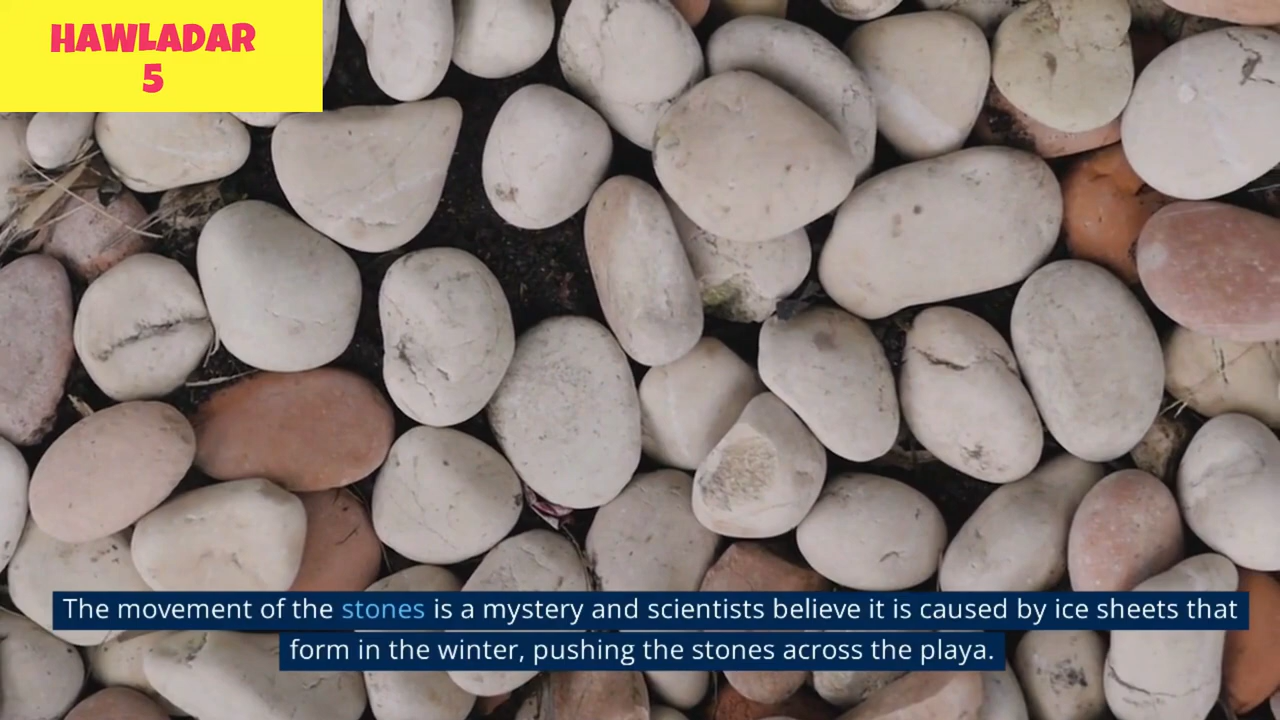 HAWLADAR
5
The movement of the stones is a mystery and scientists believe it is caused by ice sheets that
form in the winter, pushing the stones across the playa.